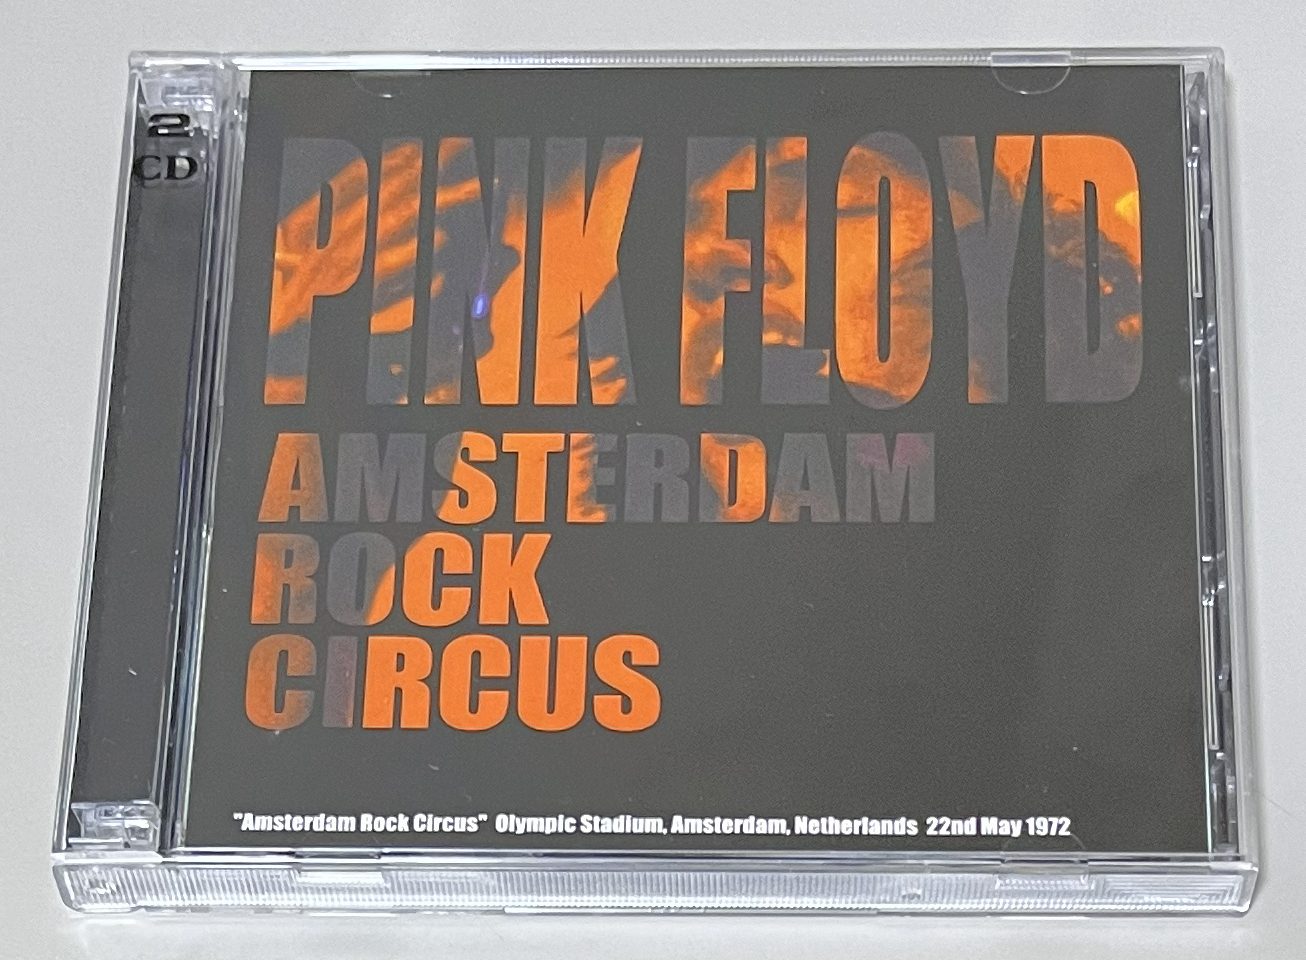 2
CD
PINK FLOYD
AMSTERDAM
ROCK
CIRCUS
"Amsterdam Rock Circus" Olympic Stadium, Amsterdam, Netherlands 22nd May 1972